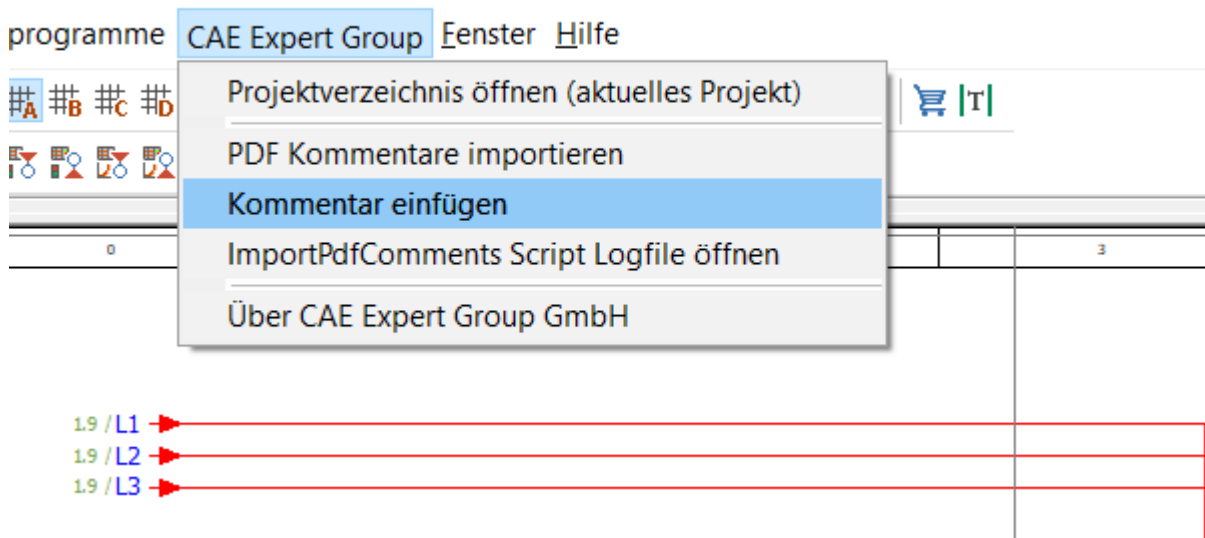 programme CAE Expert Group Fenster Hilfe
A B C D T
Projektverzeichnis öffnen (aktuelles Projekt)
PDF Kommentare importieren
Kommentar einfügen
ImportPdfComments Script Logfile öffnen
Über CAE Expert Group GmbH
0 3
1.9 / L1
1.9 / L2
1.9 / L3